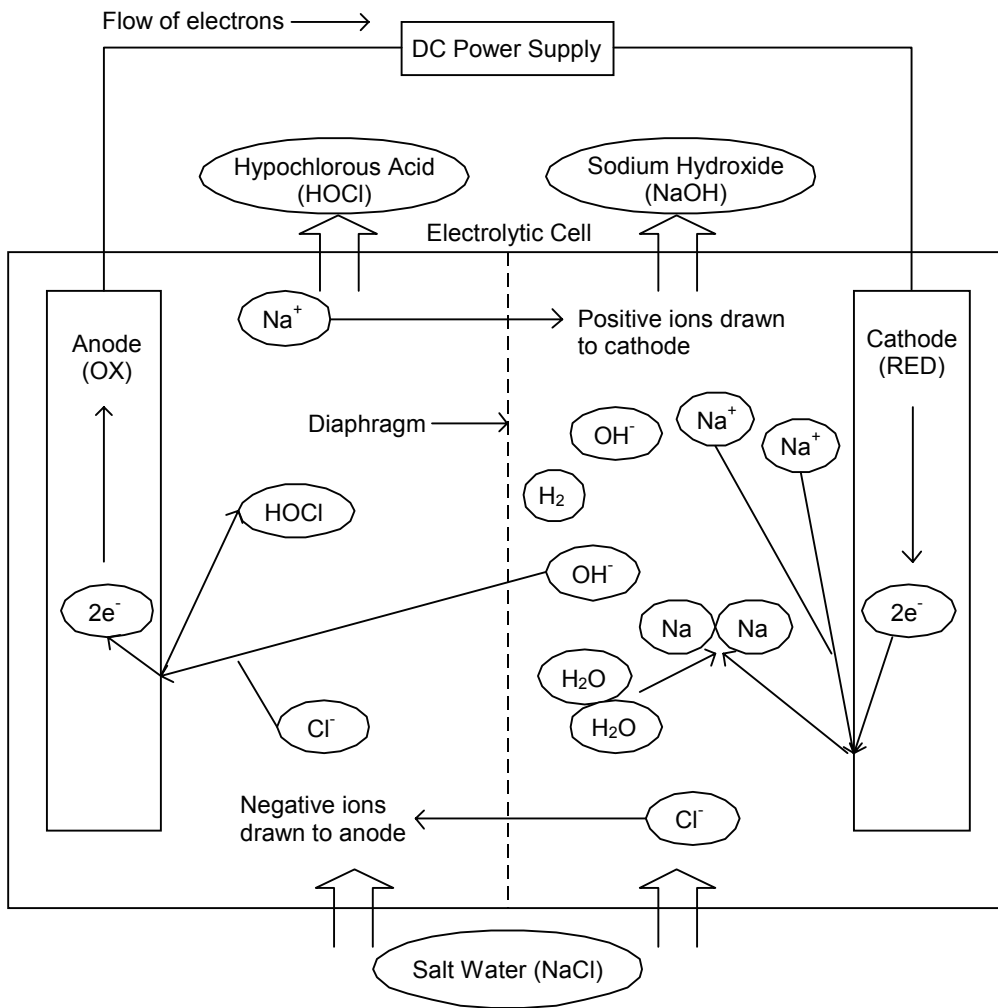 Flow of electrons
DC Power Supply
Hypochlorous Acid
(HOCl)
Sodium Hydroxide
(NaOH)
Electrolytic Cell
Anode
(OX)
Na⁺
Positive ions drawn
to cathode
Cathode
(RED)
Diaphragm
OH⁻
Na⁺
Na⁺
H₂
HOCl
OH⁻
2e⁻
Na
Na
2e⁻
H₂O
H₂O
Cl⁻
Negative ions
drawn to anode
Cl⁻
Salt Water (NaCl)